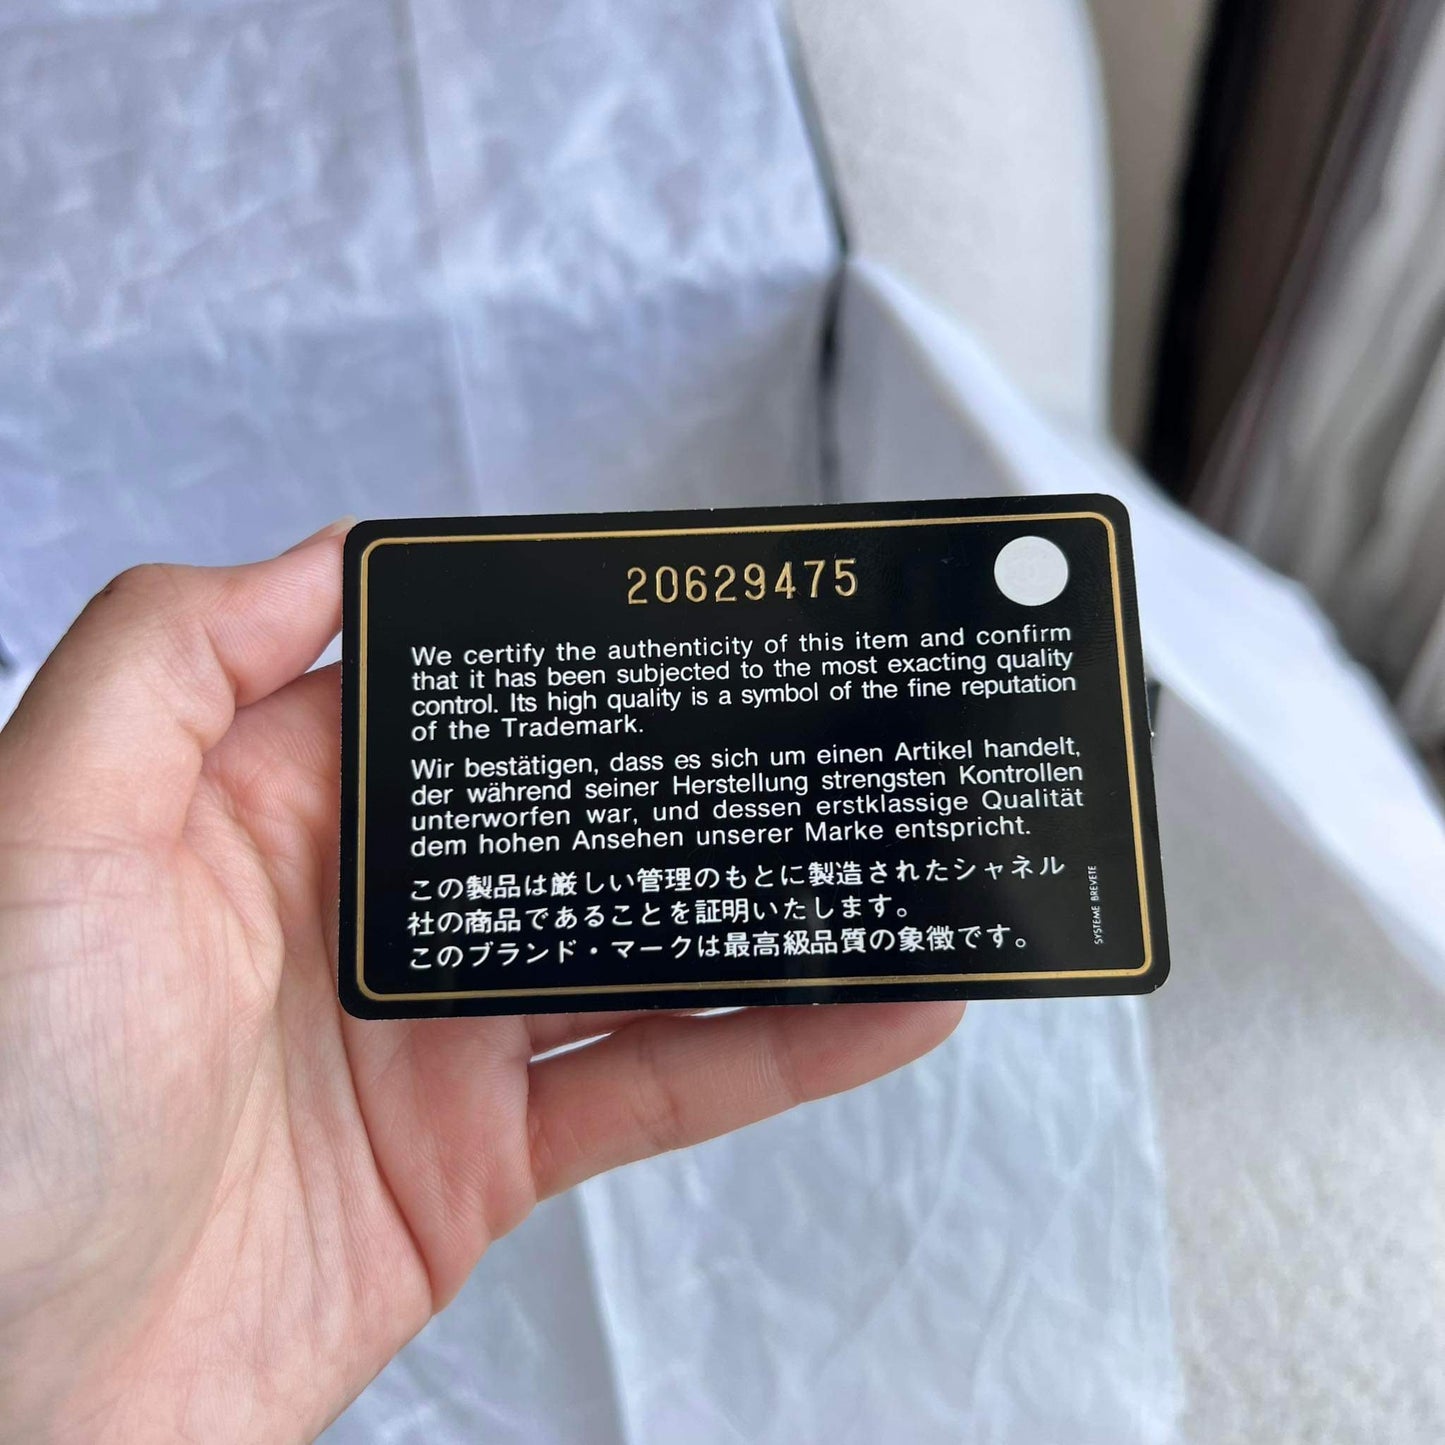 20629475
We certify the authenticity of this item and confirm
that it has been subjected to the most exacting quality
control. Its high quality is a symbol of the fine reputation
of the Trademark.
Wir bestätigen, dass es sich um einen Artikel handelt,
der während seiner Herstellung strengsten Kontrollen
unterworfen war, und dessen erstklassige Qualität
dem hohen Ansehen unserer Marke entspricht.
この製品は厳しい管理のもとに製造されたシャネル
社の商品であることを証明いたします。
このブランド・マークは最高級品質の象徴です。
SYSTEME BREVETE